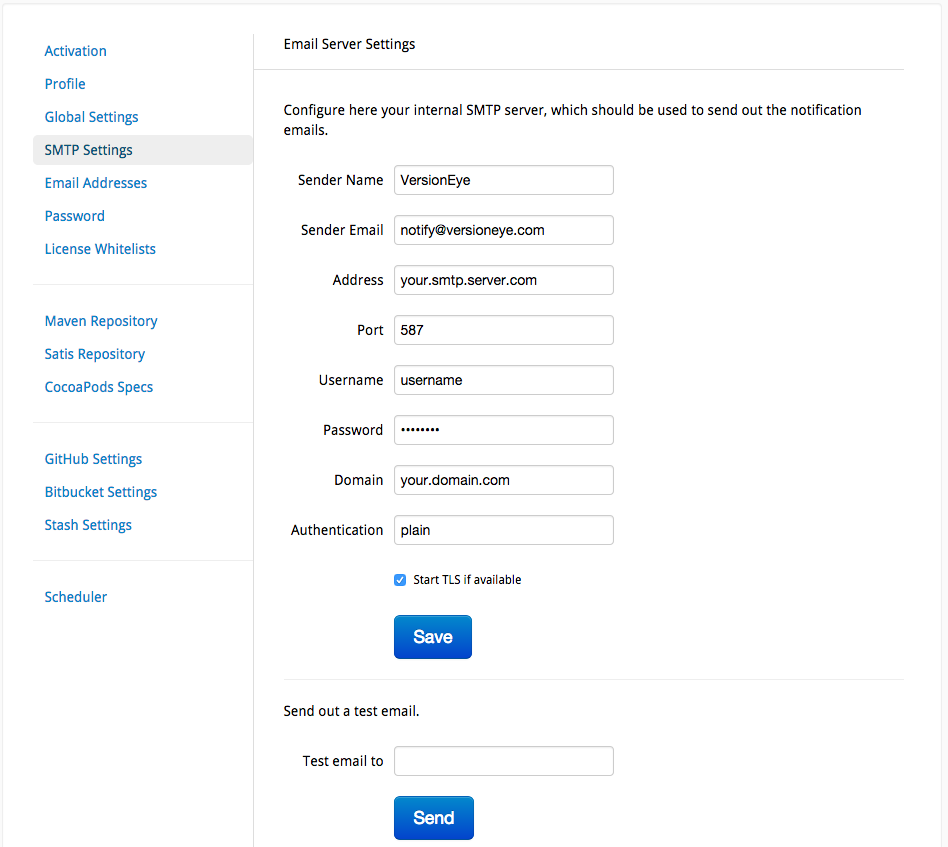 Activation
Profile
Global Settings
SMTP Settings
Email Addresses
Password
License Whitelists
Maven Repository
Satis Repository
CocoaPods Specs
GitHub Settings
Bitbucket Settings
Stash Settings
Scheduler
Email Server Settings
Configure here your internal SMTP server, which should be used to send out the notification
emails.
Sender Name VersionEye
Sender Email notify@versioneye.com
Address your.smtp.server.com
Port 587
Username username
Password ••••••••
Domain your.domain.com
Authentication plain
Start TLS if available
Save
Send out a test email.
Test email to
Send